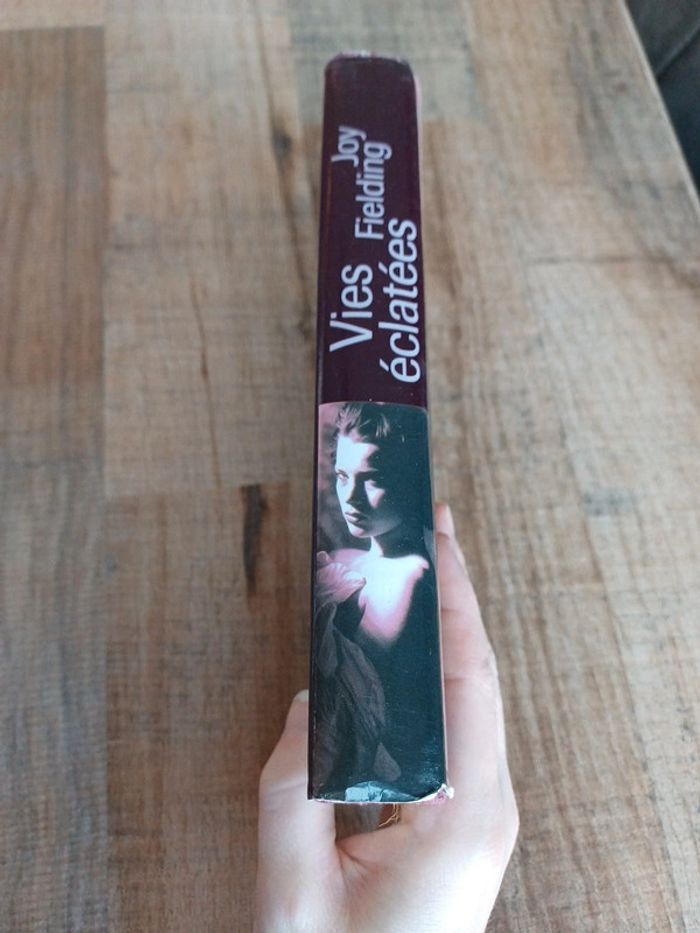 Joy
Fielding
Vies
éclatées